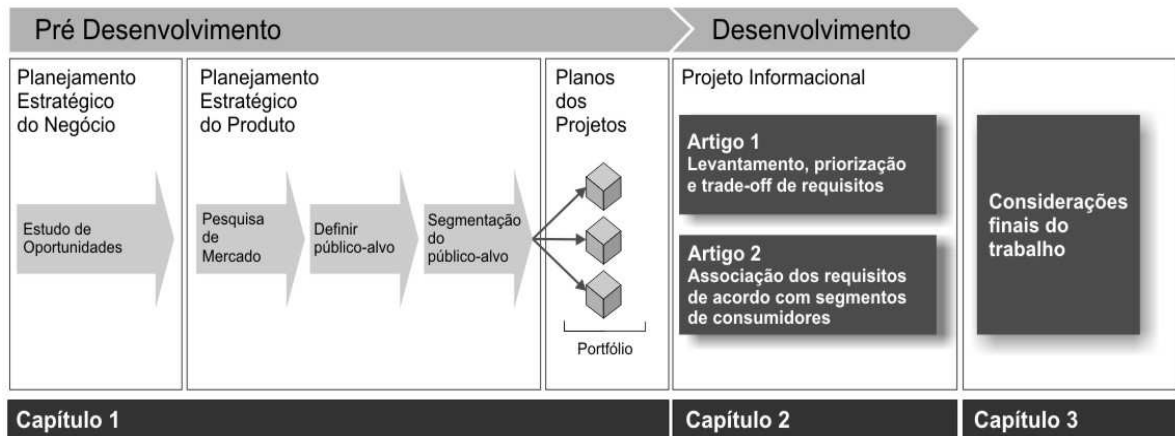 Pré Desenvolvimento
Desenvolvimento
Planejamento
Estratégico
do Negócio
Estudo de
Oportunidades
Planejamento
Estratégico
do Produto
Pesquisa
de
Mercado
Definir
público-alvo
Segmentação
do
público-alvo
Planos
dos
Projetos
Portfólio
Projeto Informacional
Artigo 1
Levantamento, priorização
e trade-off de requisitos
Artigo 2
Associação dos requisitos
de acordo com segmentos
de consumidores
Considerações
finais do
trabalho
Capítulo 1
Capítulo 2
Capítulo 3